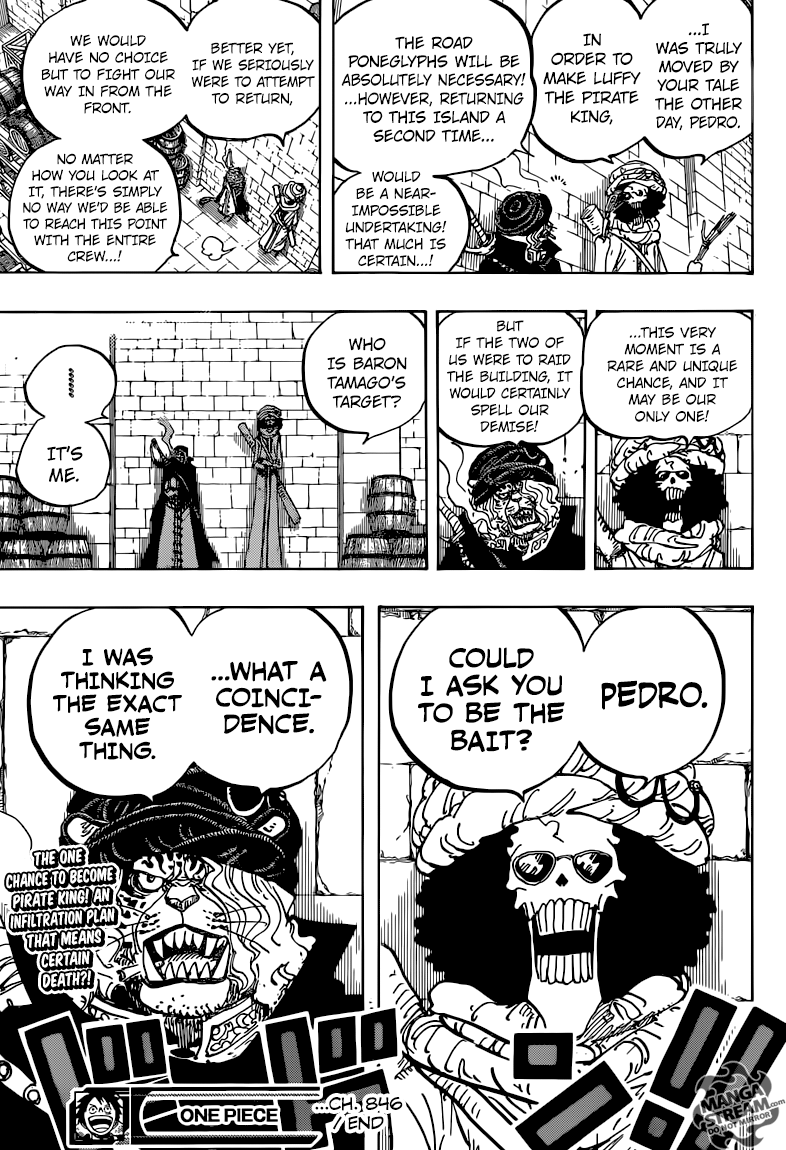 ...I
WAS TRULY
MOVED BY
YOUR TALE
THE OTHER
DAY, PEDRO.
IN
ORDER TO
MAKE LUFFY
THE PIRATE
KING,
THE ROAD
PONEGLYPHS WILL BE
ABSOLUTELY NECESSARY!
...HOWEVER, RETURNING
TO THIS ISLAND A
SECOND TIME...
WOULD
BE A NEAR-
IMPOSSIBLE
UNDERTAKING!
THAT MUCH IS
CERTAIN...!
BETTER YET,
IF WE SERIOUSLY
WERE TO ATTEMPT
TO RETURN,
WE WOULD
HAVE NO CHOICE
BUT TO FIGHT OUR
WAY IN FROM THE
FRONT.
NO MATTER
HOW YOU LOOK AT
IT, THERE'S SIMPLY
NO WAY WE'D BE ABLE
TO REACH THIS POINT
WITH THE ENTIRE
CREW...!
...THIS VERY
MOMENT IS A
RARE AND UNIQUE
CHANCE, AND IT
MAY BE OUR
ONLY ONE!
BUT
IF THE TWO OF
US WERE TO RAID
THE BUILDING, IT
WOULD CERTAINLY
SPELL OUR
DEMISE!
WHO
IS BARON
TAMAGO'S
TARGET?
......
IT'S
ME.
PEDRO.
COULD
I ASK YOU
TO BE THE
BAIT?
...WHAT A
COINCI-
DENCE.
I WAS
THINKING
THE EXACT
SAME
THING.
THE ONE
CHANCE TO BECOME
PIRATE KING! AN
INFILTRATION PLAN
THAT MEANS
CERTAIN
DEATH?!
ONE PIECE
...CH. 846
/ END
MANGA
STREAM.com
DO NOT MIRROR